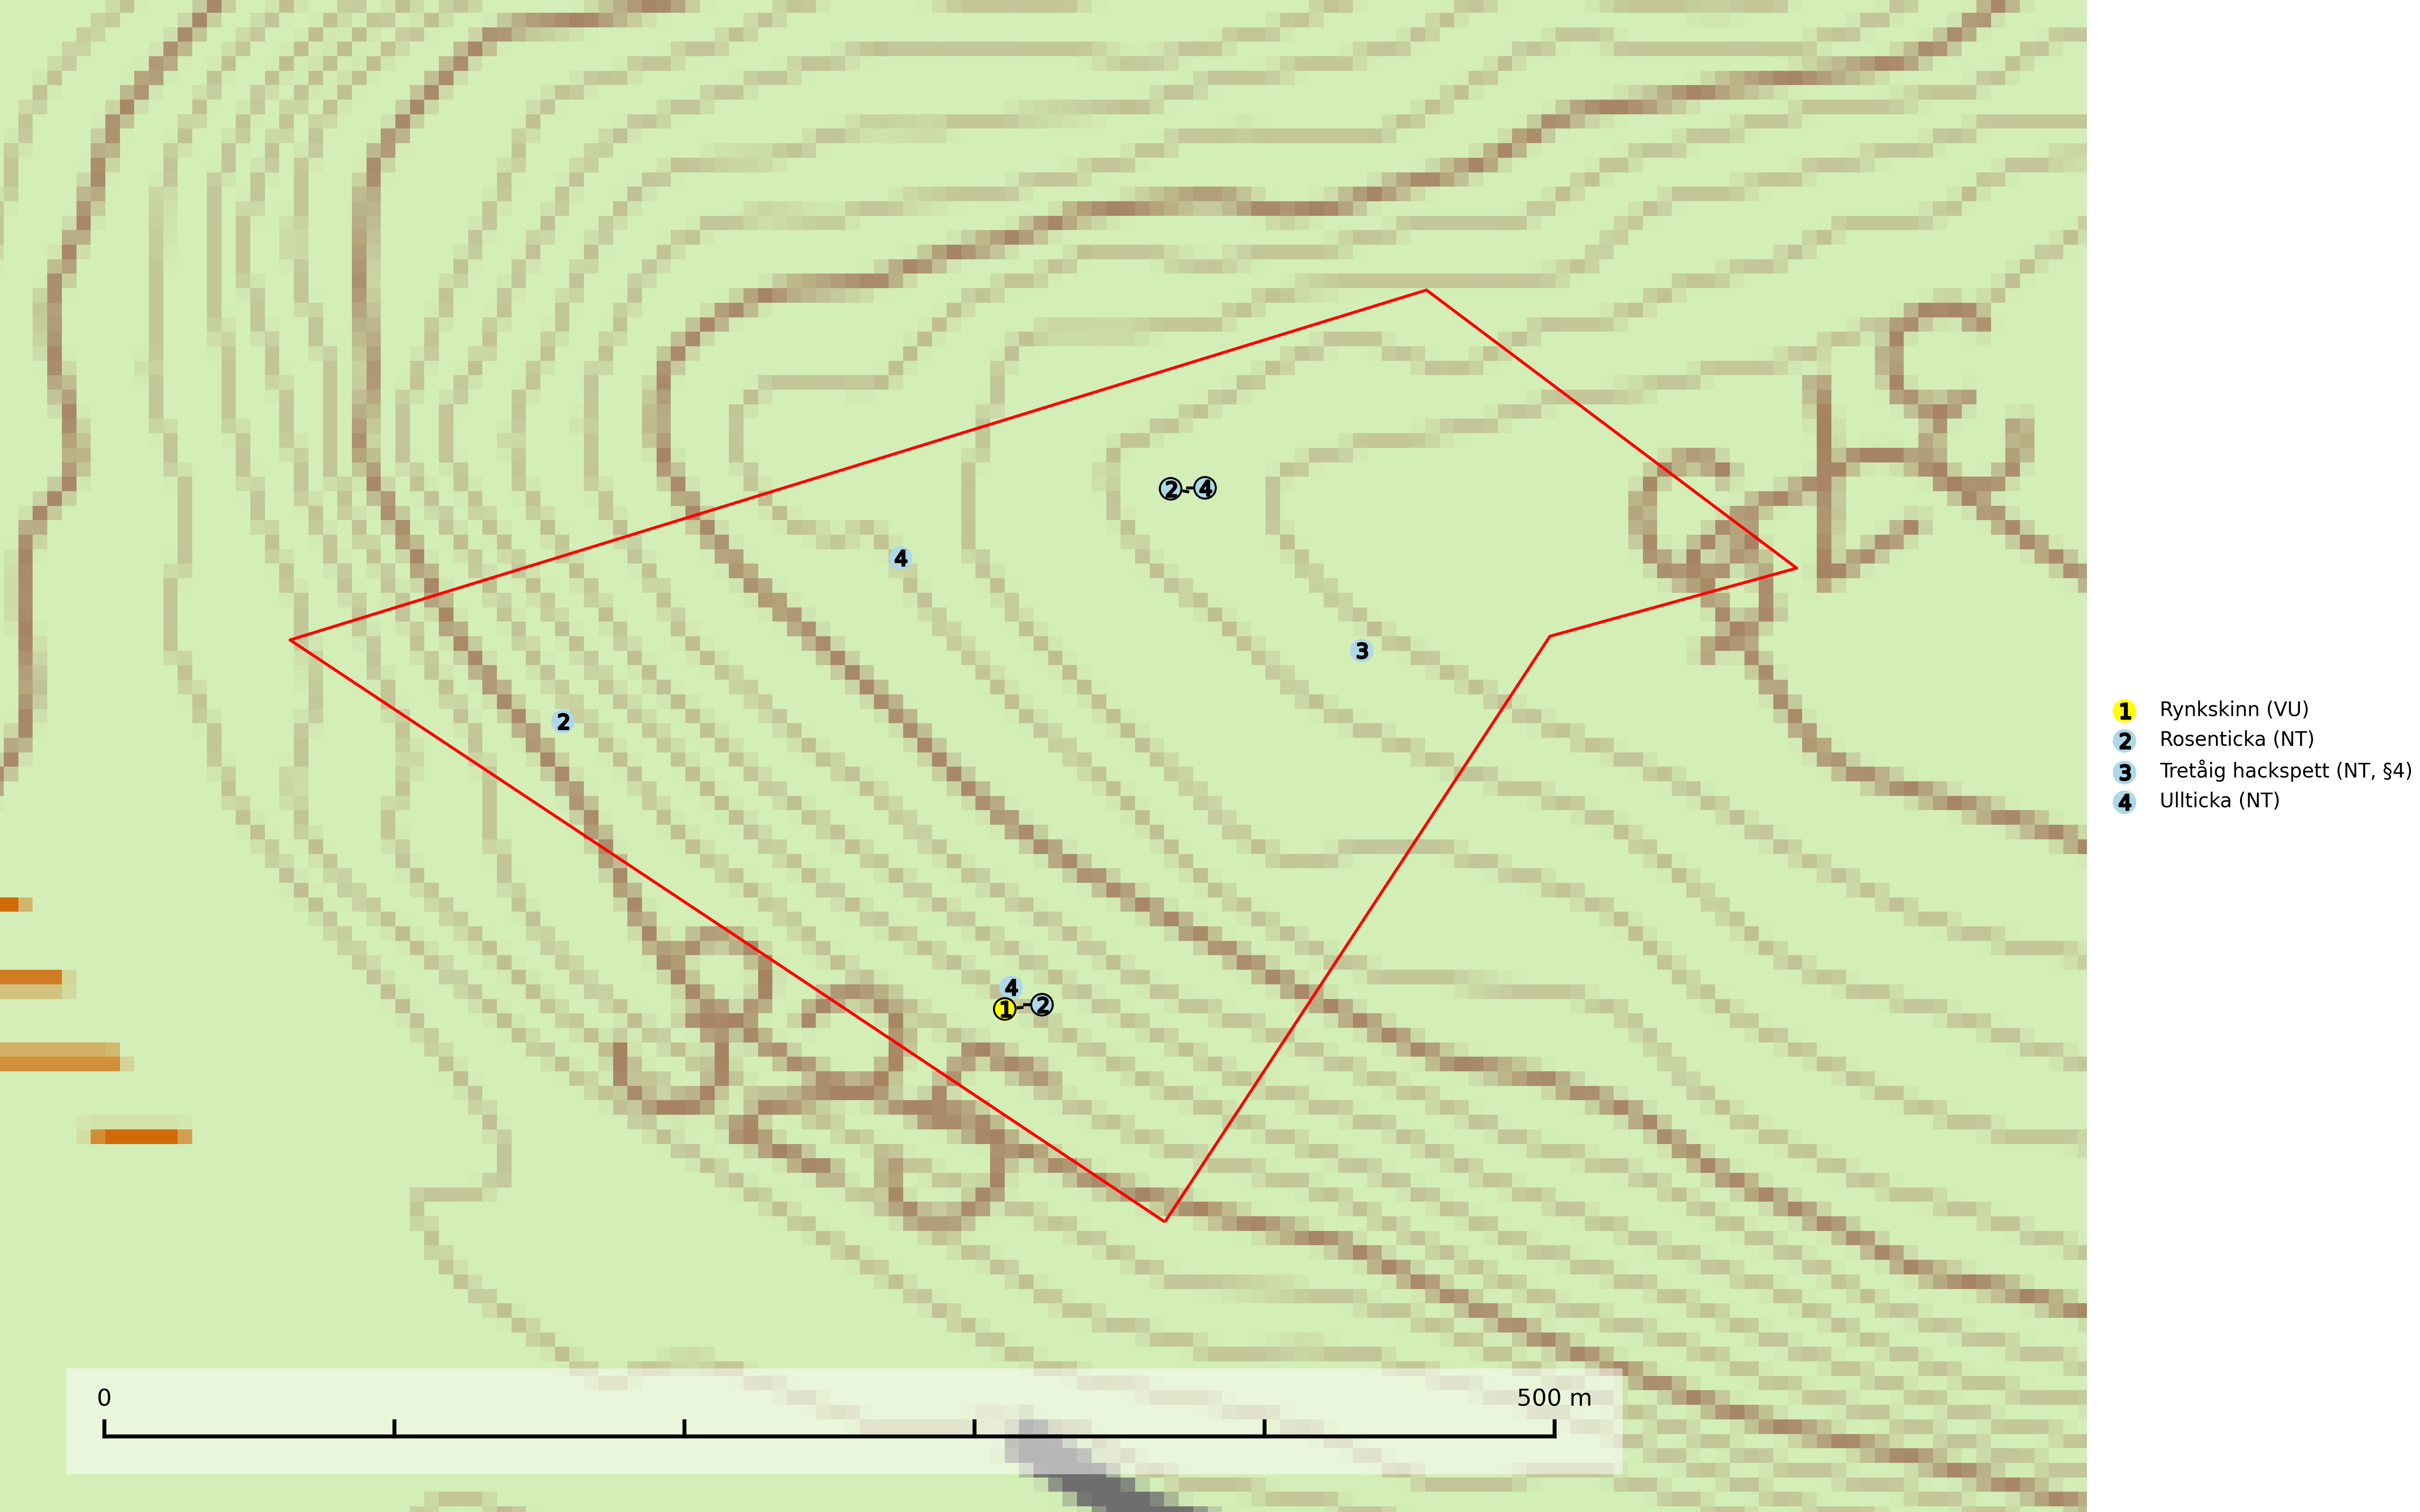 2 4
4
3
2
4
1 2
1 Rynkskinn (VU)
2 Rosenticka (NT)
3 Tretåig hackspett (NT, §4)
4 Ullticka (NT)
0 500 m